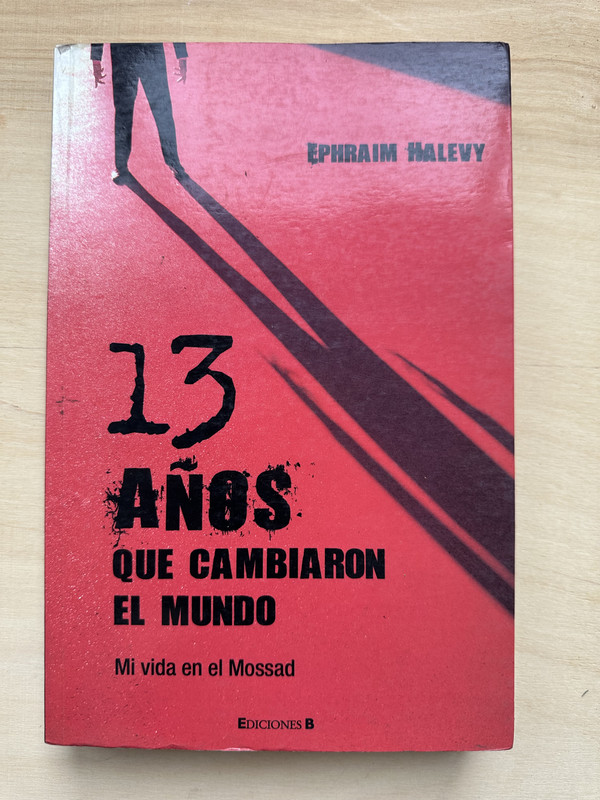 EPHRAIM HALEVY
13
AÑOS
QUE CAMBIARON
EL MUNDO
Mi vida en el Mossad
EDICIONES B